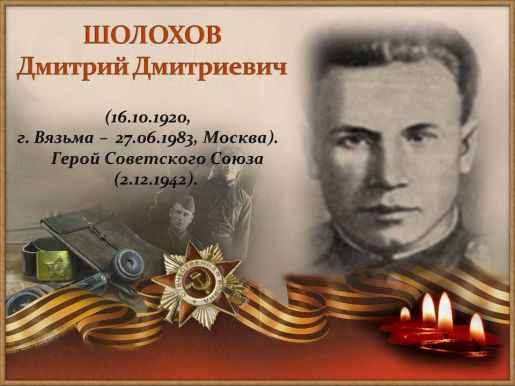 ШОЛОХОВ
Дмитрий Дмитриевич
(16.10.1920,
г. Вязьма – 27.06.1983, Москва).
Герой Советского Союза
(2.12.1942).